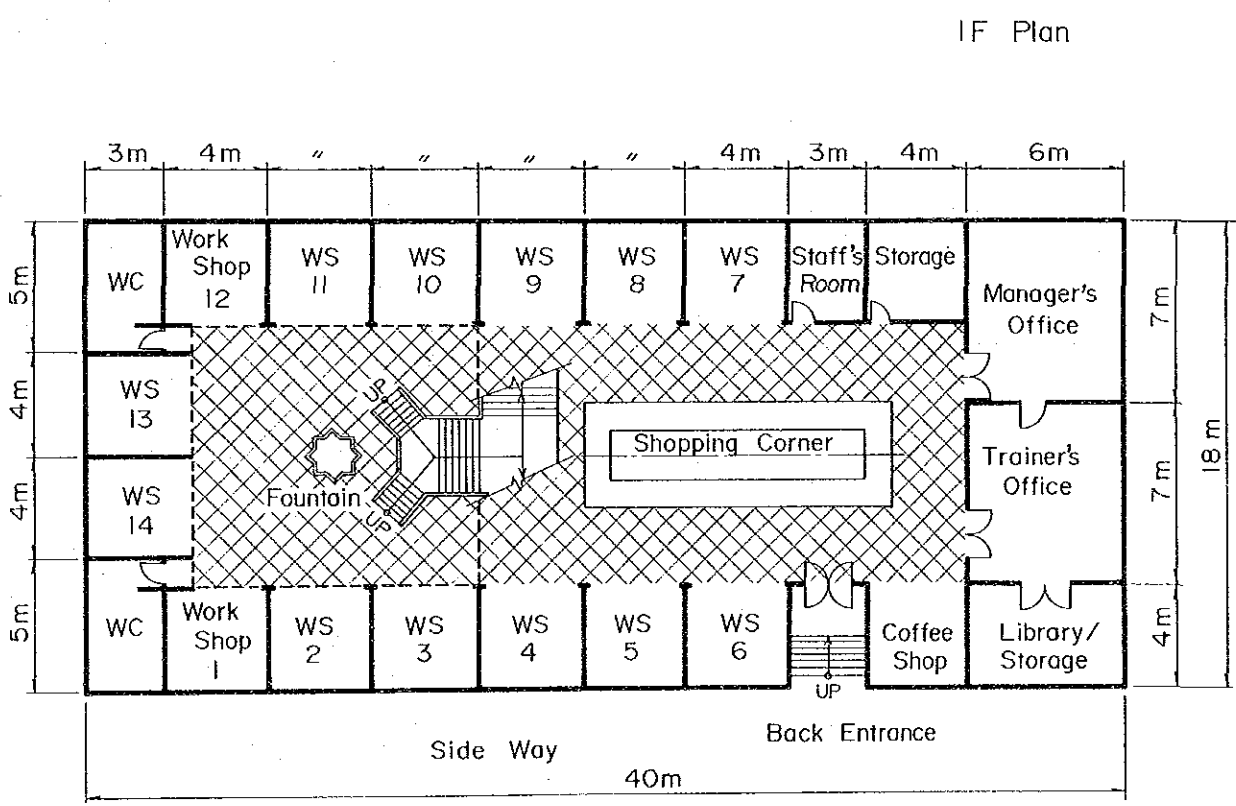 1F Plan
3m 4m 〃 〃 〃 〃 4m 3m 4m 6m
5m
4m
4m
5m
7m
7m
4m
18m
WC
Work
Shop
12
WS
11
WS
10
WS
9
WS
8
WS
7
Staff's
Room
Storage
Manager's
Office
WS
13
UP
Shopping Corner
Trainer's
Office
WS
14
Fountain
UP
WC
Work
Shop
1
WS
2
WS
3
WS
4
WS
5
WS
6
UP
Coffee
Shop
Library/
Storage
Side Way
Back Entrance
40m